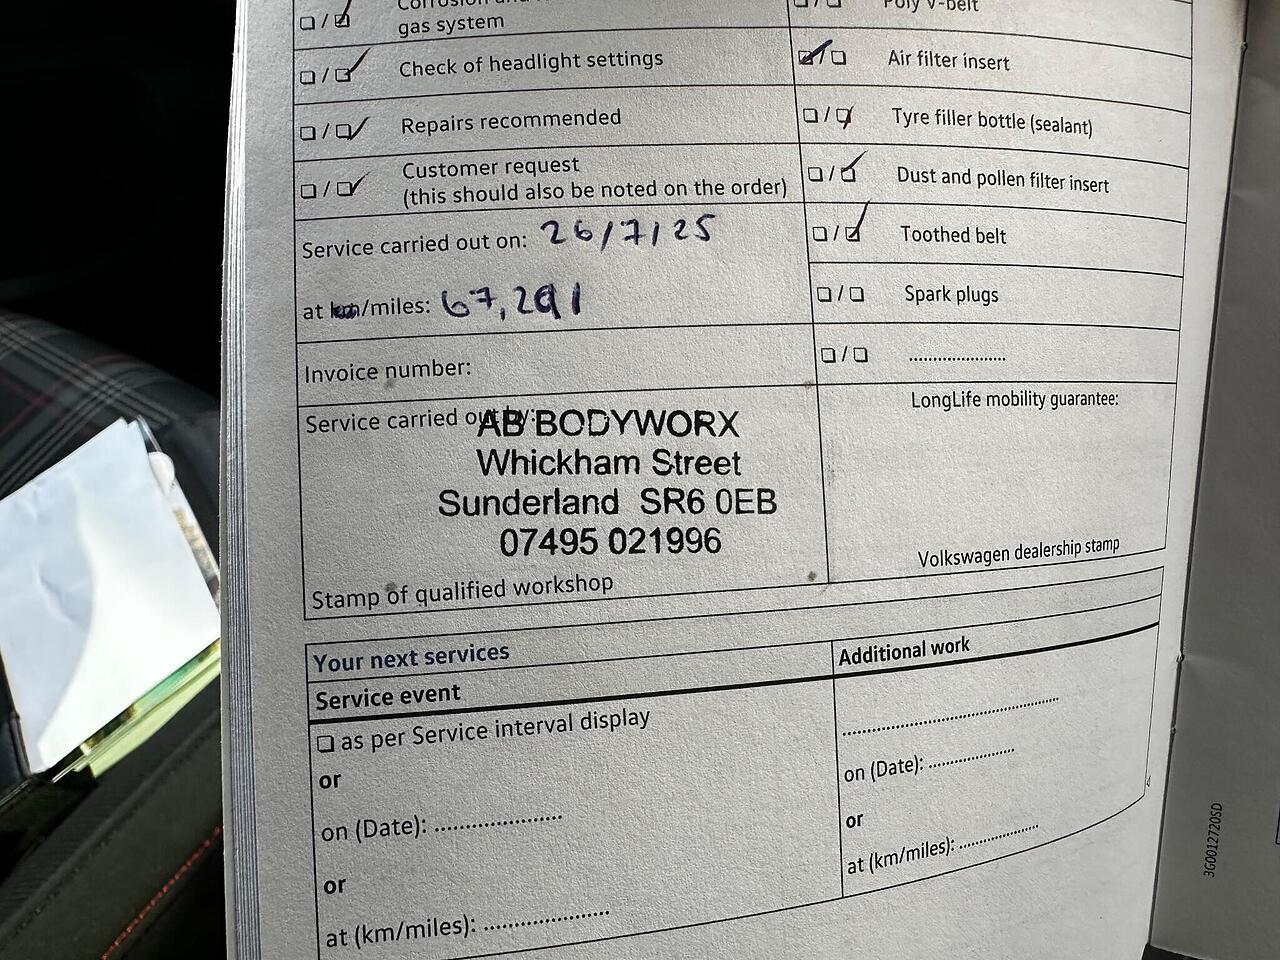 gas system
Check of headlight settings
Repairs recommended
Customer request
(this should also be noted on the order)
Service carried out on: 26/7/25
at km/miles: 67,291
Invoice number:
Service carried out by:
AB BODYWORX
Whickham Street
Sunderland SR6 0EB
07495 021996
Stamp of qualified workshop
Poly V-belt
Air filter insert
Tyre filler bottle (sealant)
Dust and pollen filter insert
Toothed belt
Spark plugs
......................
LongLife mobility guarantee:
Volkswagen dealership stamp
Your next services
Service event
as per Service interval display
or
on (Date): ......................
or
at (km/miles): ......................
Additional work
......................................
on (Date): ...................
or
at (km/miles): ..................
3G0012720SD